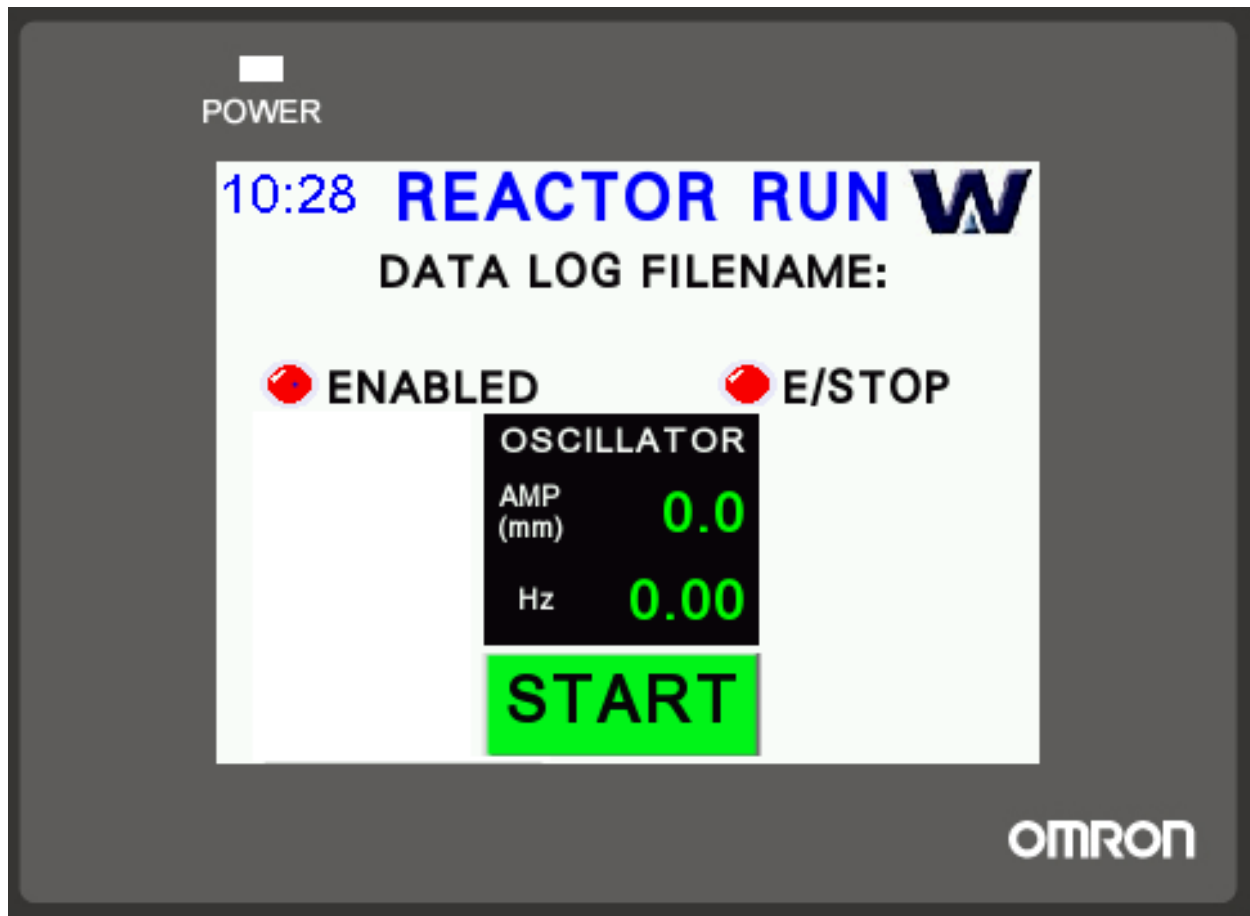 POWER
10:28 REACTOR RUN W
DATA LOG FILENAME:
ENABLED E/STOP
OSCILLATOR
AMP
(mm) 0.0
Hz 0.00
START
omron